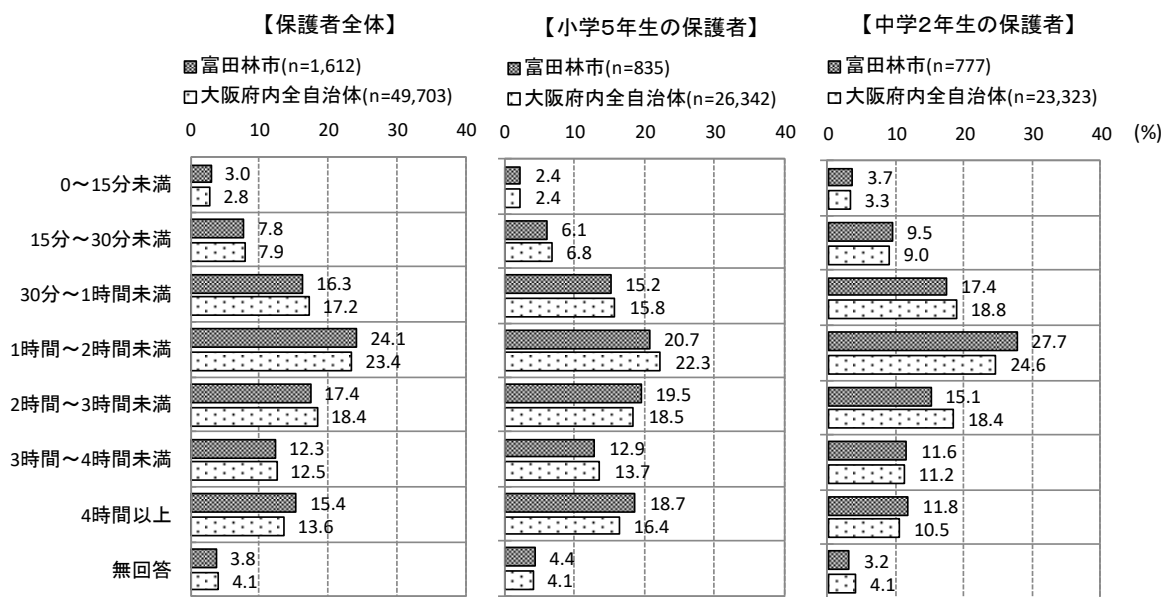 【保護者全体】 【小学5年生の保護者】 【中学2年生の保護者】
富田林市(n=1,612) 富田林市(n=835) 富田林市(n=777)
大阪府内全自治体(n=49,703) 大阪府内全自治体(n=26,342) 大阪府内全自治体(n=23,323)
0 10 20 30 40 0 10 20 30 40 0 10 20 30 40 (%)
0～15分未満 3.0 2.4 3.7
2.8 2.4 3.3
15分～30分未満 7.8 6.1 9.5
7.9 6.8 9.0
30分～1時間未満 16.3 15.2 17.4
17.2 15.8 18.8
1時間～2時間未満 24.1 20.7 27.7
23.4 22.3 24.6
2時間～3時間未満 17.4 19.5 15.1
18.4 18.5 18.4
3時間～4時間未満 12.3 12.9 11.6
12.5 13.7 11.2
4時間以上 15.4 18.7 11.8
13.6 16.4 10.5
無回答 3.8 4.4 3.2
4.1 4.1 4.1